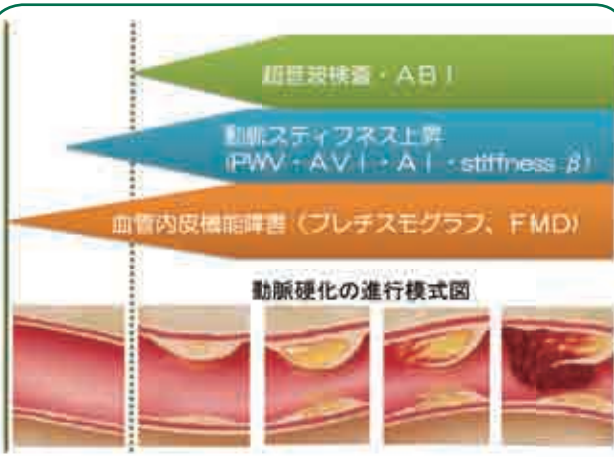 超音波検査・ABI
動脈スティフネス上昇
(PWV・AVI・AI・stiffness β)
血管内皮機能障害(プレチスモグラフ、FMD)
動脈硬化の進行模式図